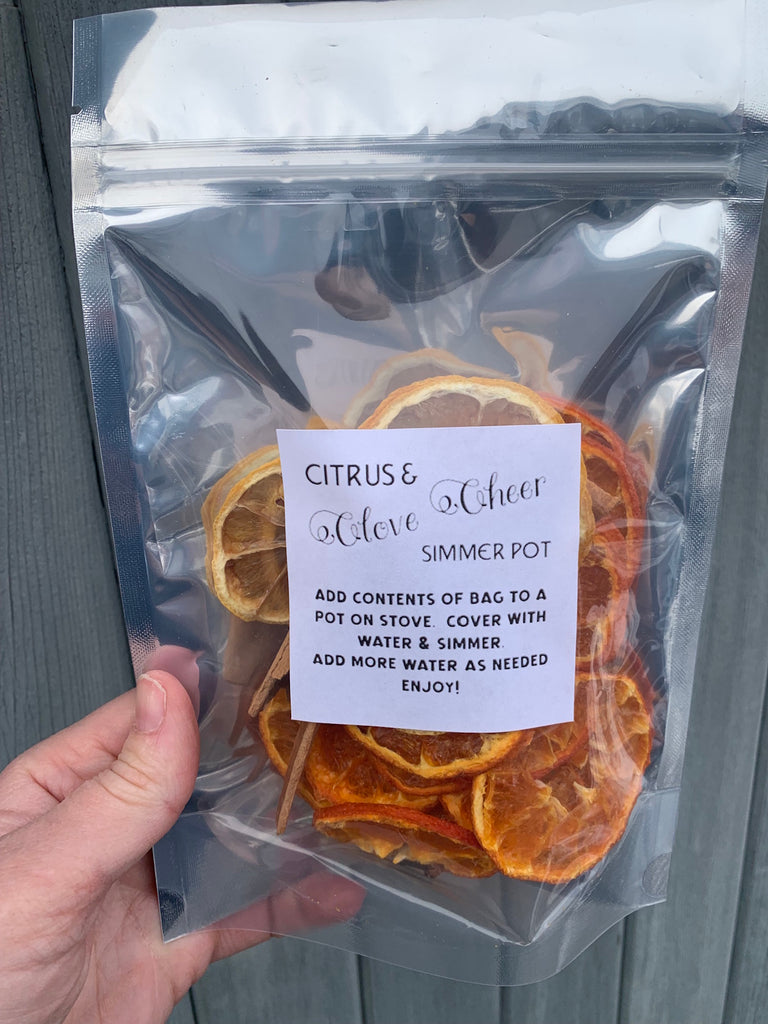 CITRUS &
Clove Cheer
SIMMER POT
ADD CONTENTS OF BAG TO A
POT ON STOVE. COVER WITH
WATER & SIMMER.
ADD MORE WATER AS NEEDED
ENJOY!